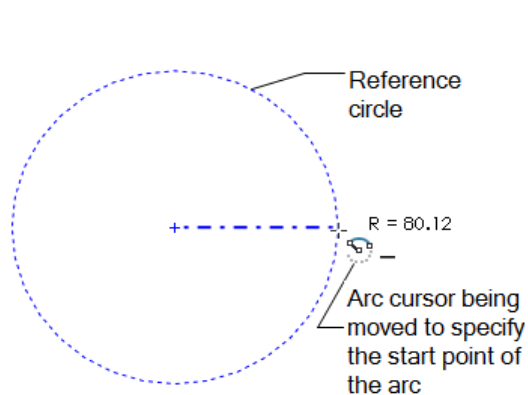 Reference
circle
R = 80.12
Arc cursor being
moved to specify
the start point of
the arc